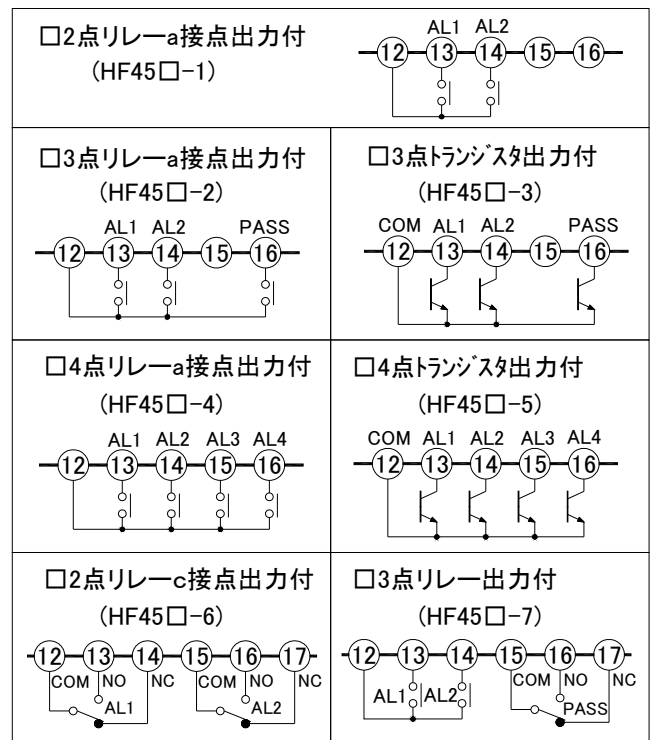 □2点リレーa接点出力付
(HF45□-1)
AL1 AL2
12 13 14 15 16
□3点リレーa接点出力付
(HF45□-2)
AL1 AL2 PASS
12 13 14 15 16
□3点トランジスタ出力付
(HF45□-3)
COM AL1 AL2 PASS
12 13 14 15 16
□4点リレーa接点出力付
(HF45□-4)
AL1 AL2 AL3 AL4
12 13 14 15 16
□4点トランジスタ出力付
(HF45□-5)
COM AL1 AL2 AL3 AL4
12 13 14 15 16
□2点リレーc接点出力付
(HF45□-6)
12 13 14 15 16 17
COM NO NC COM NO NC
AL1 AL2
□3点リレー出力付
(HF45□-7)
12 13 14 15 16 17
COM NO NC
AL1 AL2 PASS